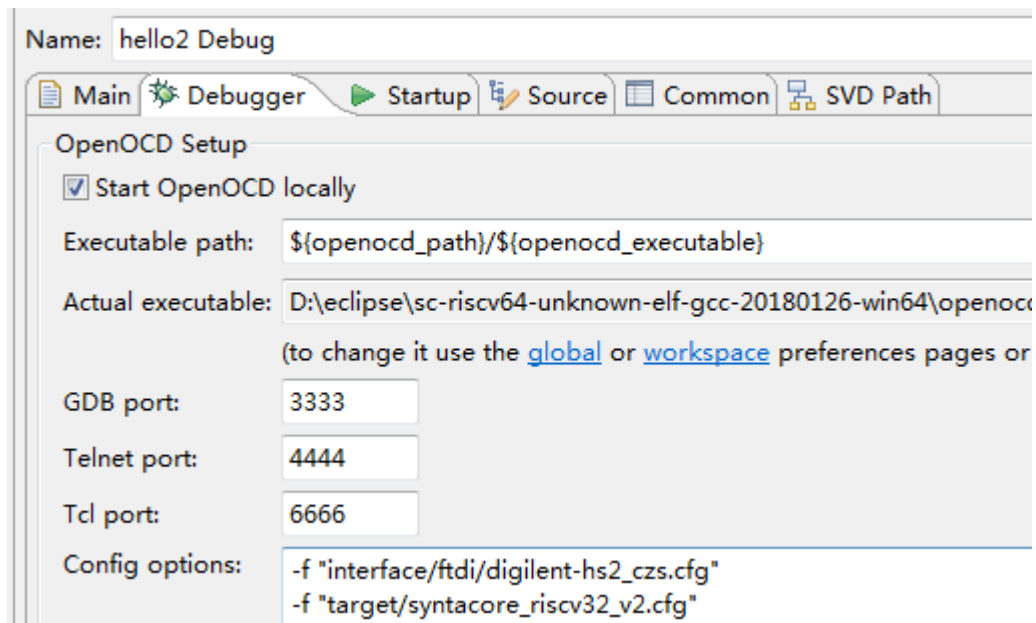 Name: hello2 Debug
Main Debugger Startup Source Common SVD Path
OpenOCD Setup
Start OpenOCD locally
Executable path: ${openocd_path}/${openocd_executable}
Actual executable: D:\eclipse\sc-riscv64-unknown-elf-gcc-20180126-win64\openocd
(to change it use the global or workspace preferences pages or
GDB port: 3333
Telnet port: 4444
Tcl port: 6666
Config options: -f "interface/ftdi/digilent-hs2_czs.cfg"
-f "target/syntacore_riscv32_v2.cfg"